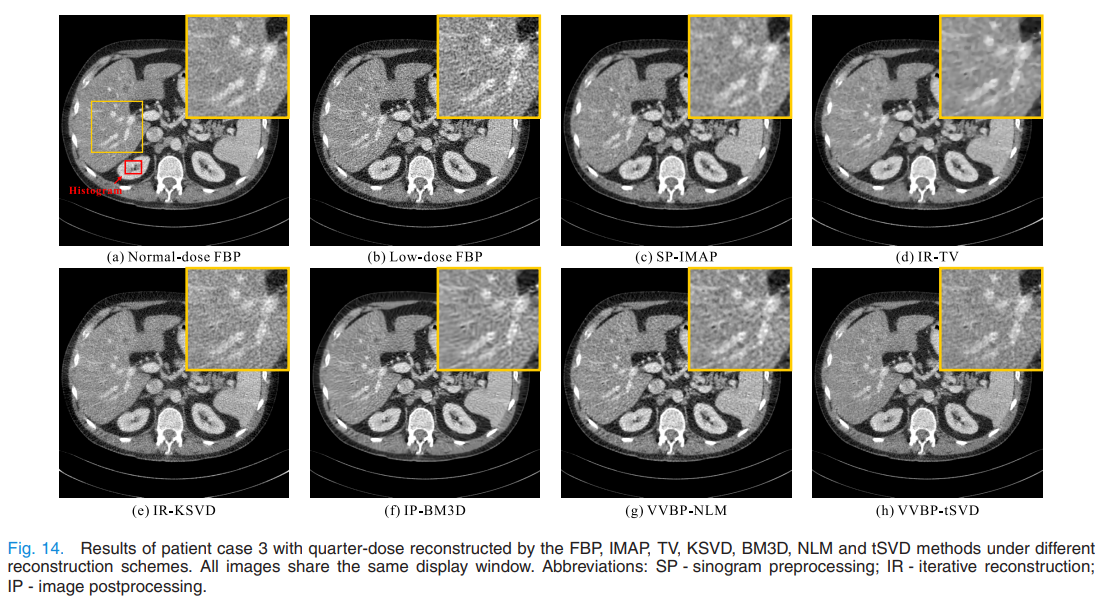 Histogram
(a) Normal-dose FBP
(b) Low-dose FBP
(c) SP-IMAP
(d) IR-TV
(e) IR-KSVD
(f) IP-BM3D
(g) VVBP-NLM
(h) VVBP-tSVD
Fig. 14. Results of patient case 3 with quarter-dose reconstructed by the FBP, IMAP, TV, KSVD, BM3D, NLM and tSVD methods under different
reconstruction schemes. All images share the same display window. Abbreviations: SP - sinogram preprocessing; IR - iterative reconstruction;
IP - image postprocessing.